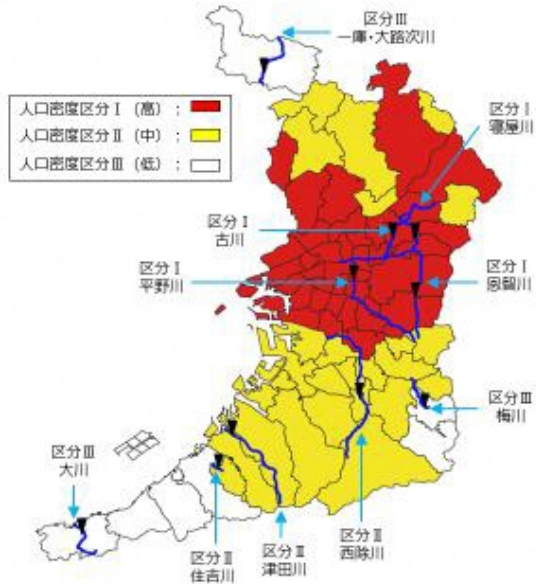 区分Ⅲ
一庫・大路次川
人口密度区分Ⅰ（高）：
人口密度区分Ⅱ（中）：
人口密度区分Ⅲ（低）：
区分Ⅰ
寝屋川
区分Ⅰ
古川
区分Ⅰ
平野川
区分Ⅰ
恩智川
区分Ⅲ
梅川
区分Ⅲ
大川
区分Ⅱ
住吉川
区分Ⅱ
津田川
区分Ⅱ
西除川